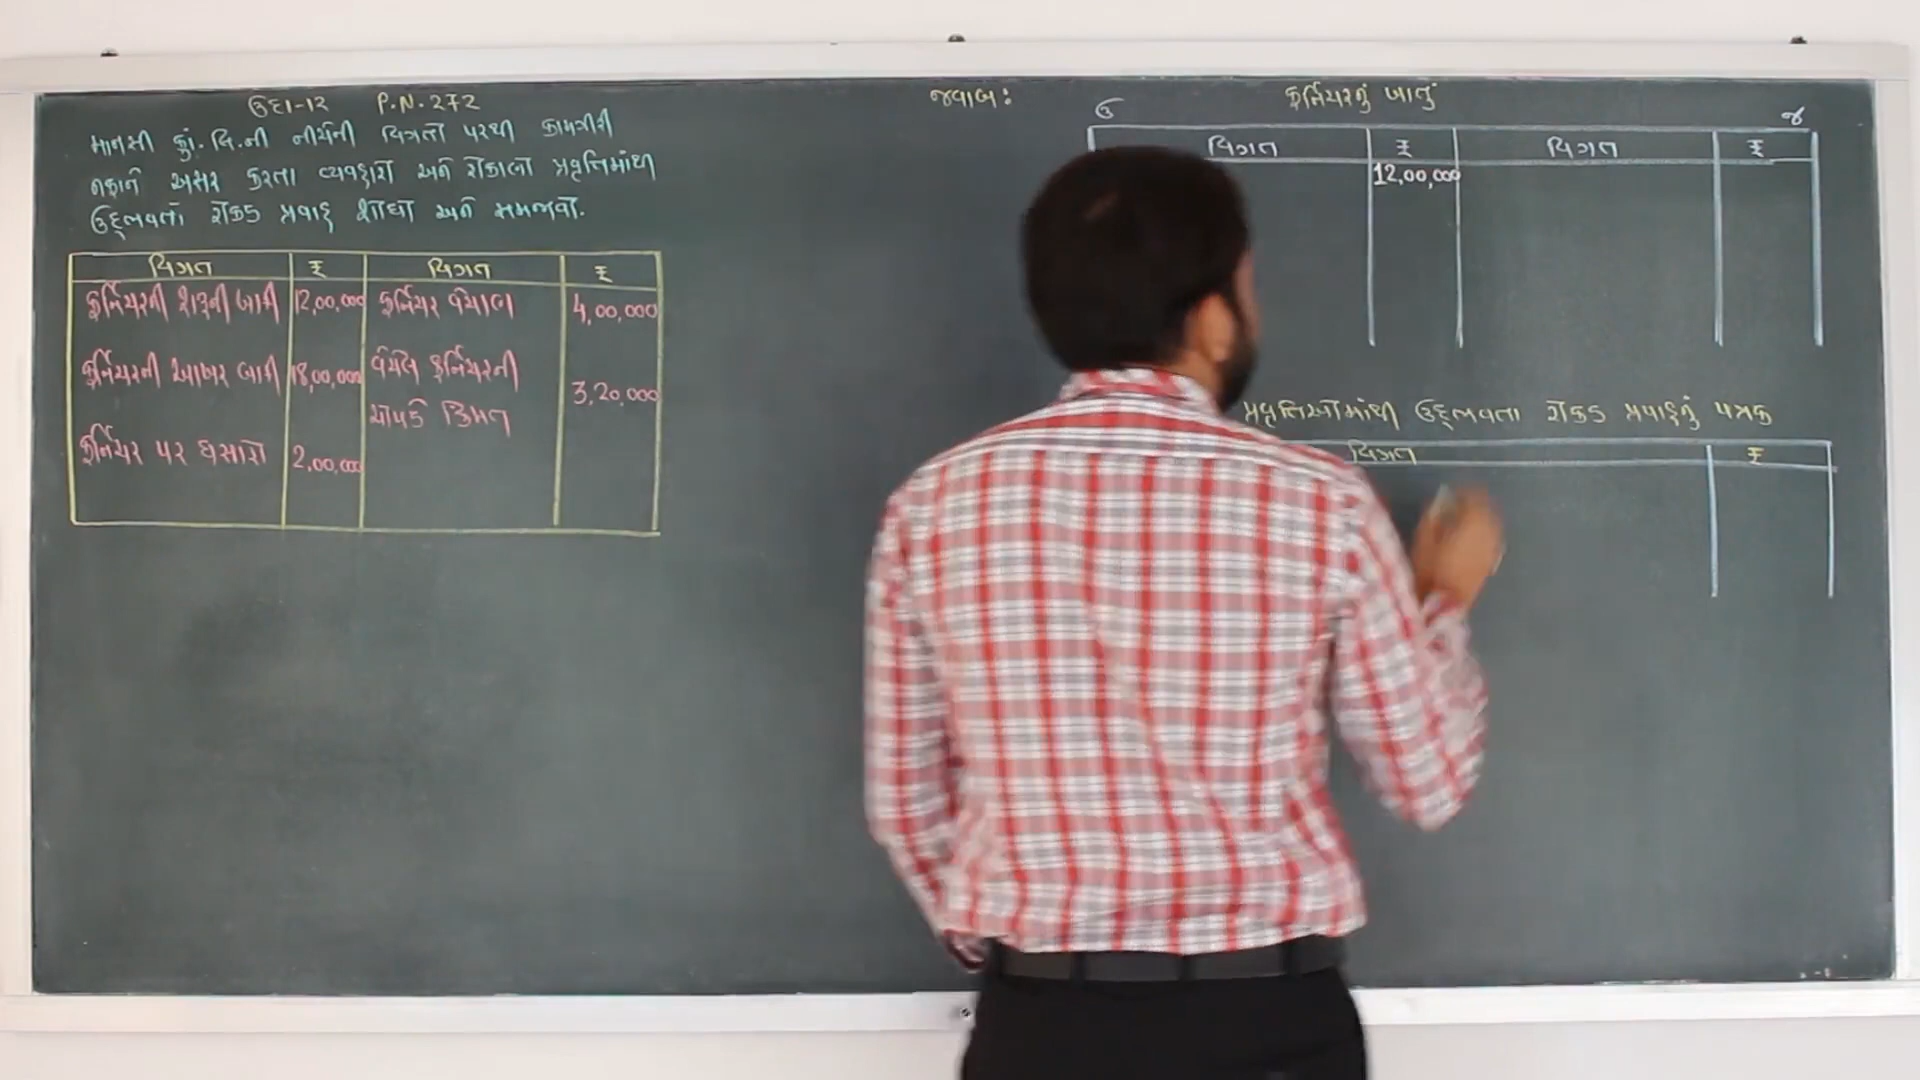 ઉદા-12 P.N.272
માનસી કું. લિ.ની નીચેની વિગતો પરથી કામગીરી
નફાને અસર કરતા વ્યવહારો અને રોકાણ પ્રવૃત્તિમાંથી
ઉદ્ભવતો રોકડ પ્રવાહ શોધો અને સમજાવો.
વિગત ₹ વિગત ₹
ફર્નિચરની શરૂની બાકી 12,00,000 ફર્નિચર વેચાણ 4,00,000
ફર્નિચરની આખર બાકી 18,00,000 વેચેલ ફર્નિચરની
ચોપડે કિંમત 3,20,000
ફર્નિચર પર ઘસારો 2,00,000
જવાબ:
ફર્નિચરનું ખાતું
ઉ જ
વિગત ₹ વિગત ₹
12,00,000
પ્રવૃત્તિઓમાંથી ઉદ્ભવતા રોકડ પ્રવાહનું પત્રક
વિગત ₹